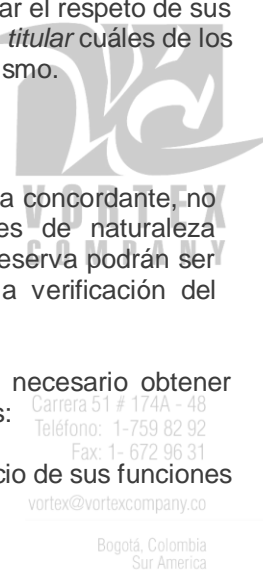 ar el respeto de sus
titular cuáles de los
ismo.
VORTEX
COMPANY
a concordante, no
es de naturaleza
eserva podrán ser
a verificación del
necesario obtener
s:
Carrera 51 # 174A - 48
Teléfono: 1-759 82 92
Fax: 1- 672 96 31
cio de sus funciones
vortex@vortexcompany.co
Bogotá, Colombia
Sur America